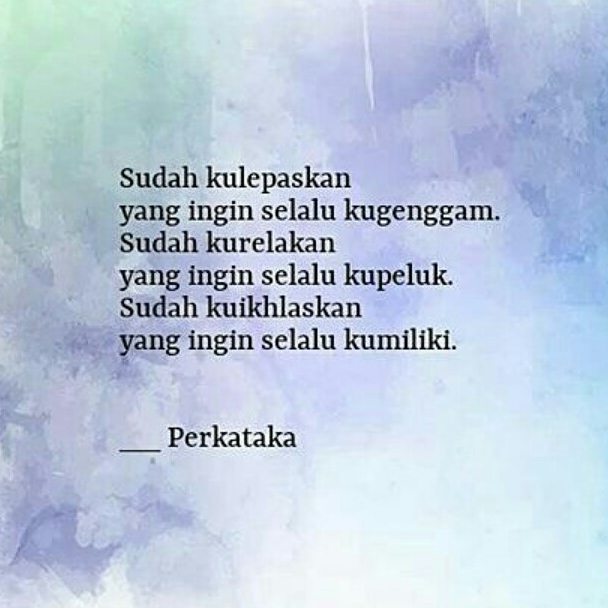 Sudah kulepaskan
yang ingin selalu kugenggam.
Sudah kurelakan
yang ingin selalu kupeluk.
Sudah kuikhlaskan
yang ingin selalu kumiliki.
___ Perkataka